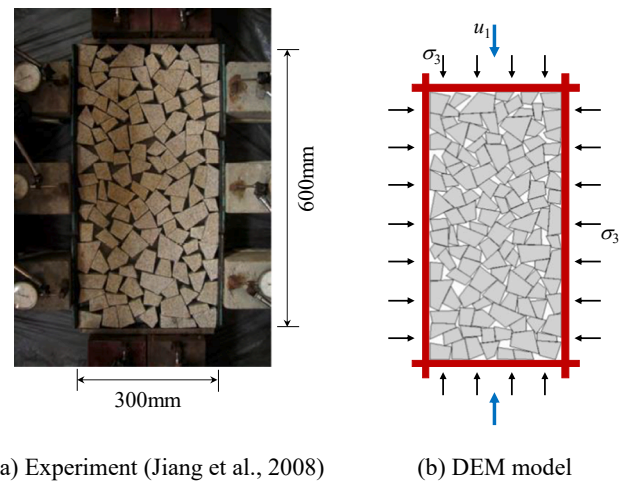 u1
σ3
600mm
σ3
300mm
a) Experiment (Jiang et al., 2008)
(b) DEM model